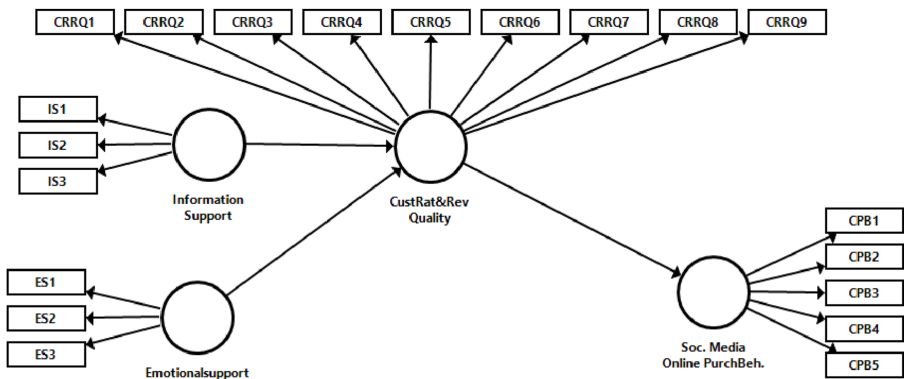 CRRQ1 CRRQ2 CRRQ3 CRRQ4 CRRQ5 CRRQ6 CRRQ7 CRRQ8 CRRQ9
IS1
IS2
IS3
Information
Support
CustRat&Rev
Quality
ES1
ES2
ES3
Emotionalsupport
CPB1
CPB2
CPB3
CPB4
CPB5
Soc. Media
Online PurchBeh.